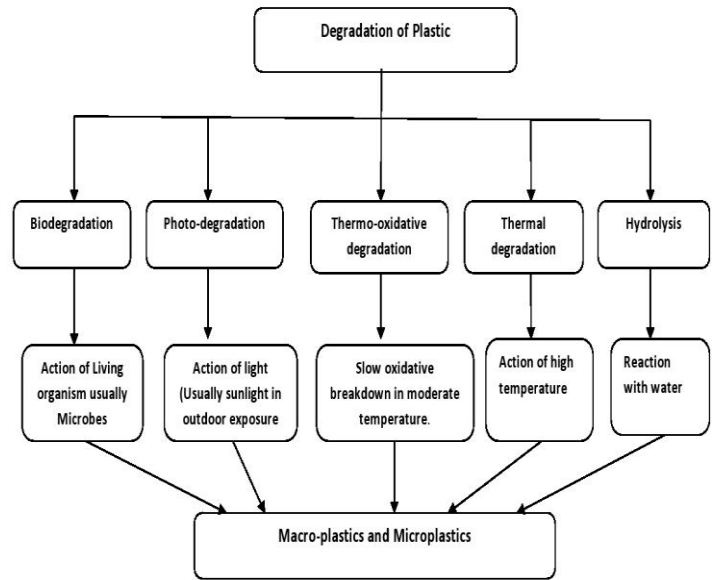 Degradation of Plastic
Biodegradation
Photo-degradation
Thermo-oxidative
degradation
Thermal
degradation
Hydrolysis
Action of Living
organism usually
Microbes
Action of light
(Usually sunlight in
outdoor exposure
Slow oxidative
breakdown in moderate
temperature.
Action of high
temperature
Reaction
with water
Macro-plastics and Microplastics